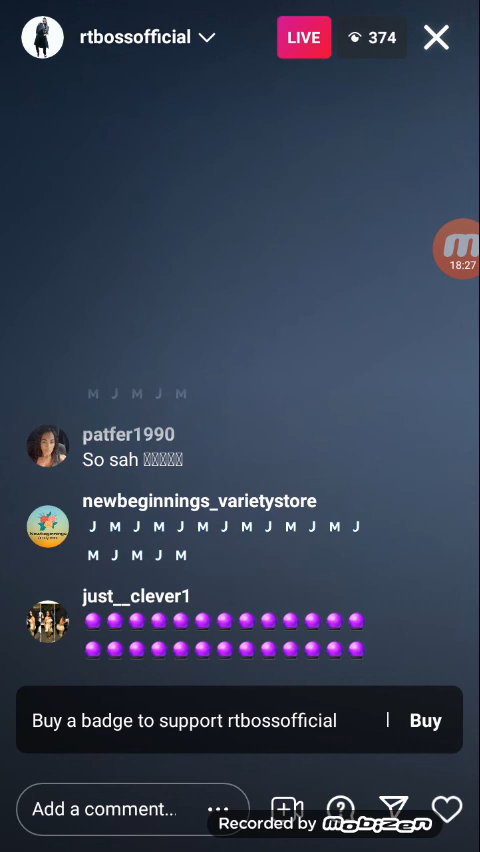 rtbossofficial
LIVE
374
18:27
M J M J M
patfer1990
So sah
newbeginnings_varietystore
J M J M J M J M J M J M J
M J M J M
just__clever1
Buy a badge to support rtbossofficial | Buy
Add a comment...
Recorded by mobizen